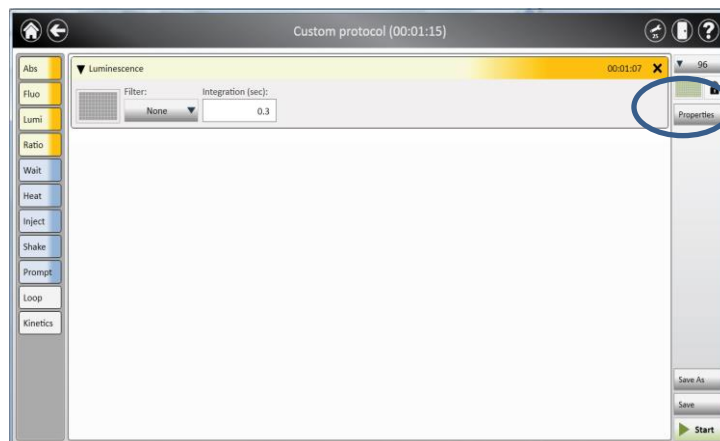 Custom protocol (00:01:15)
25
?
Abs
Fluo
Lumi
Ratio
Wait
Heat
Inject
Shake
Prompt
Loop
Kinetics
Luminescence 00:01:07 X
Filter: Integration (sec):
None 0.3
96
Properties
Save As
Save
Start